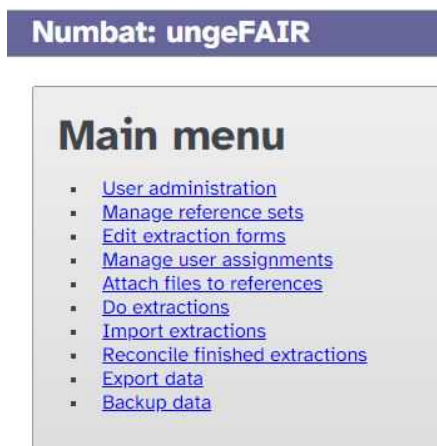 Numbat: ungeFAIR
Main menu
User administration
Manage reference sets
Edit extraction forms
Manage user assignments
Attach files to references
Do extractions
Import extractions
Reconcile finished extractions
Export data
Backup data